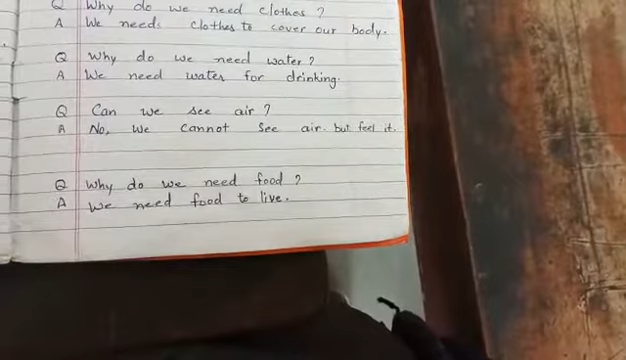 Q Why do we need clothes ?
A We need clothes to cover our body.
Q Why do we need water ?
A We need water for drinking.
Q Can we see air ?
A No, we cannot see air. but feel it.
Q Why do we need food ?
A We need food to live.